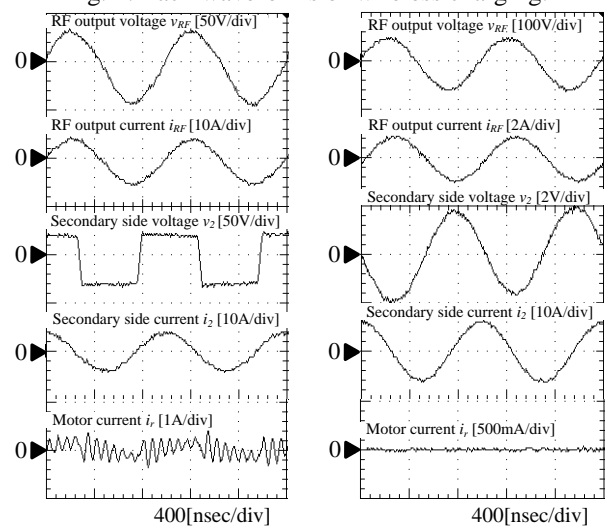 RF output voltage vRF [50V/div]
0
RF output current iRF [10A/div]
0
Secondary side voltage v2 [50V/div]
0
Secondary side current i2 [10A/div]
0
Motor current ir [1A/div]
0
400[nsec/div]
RF output voltage vRF [100V/div]
0
RF output current iRF [2A/div]
0
Secondary side voltage v2 [2V/div]
0
Secondary side current i2 [10A/div]
0
Motor current ir [500mA/div]
0
400[nsec/div]